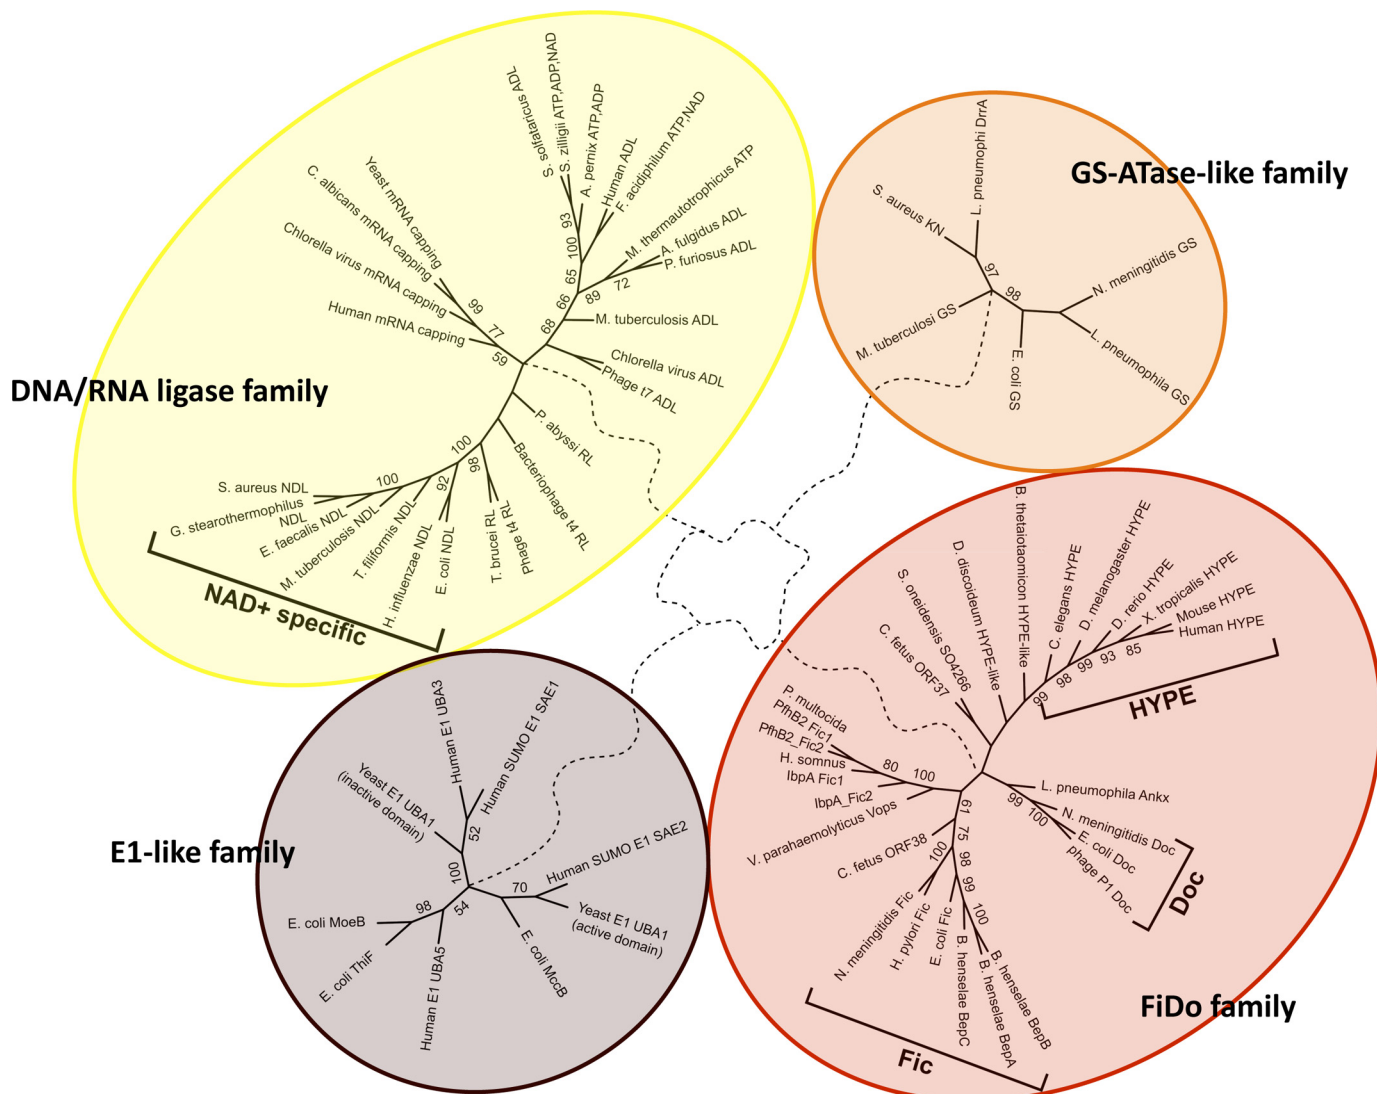 DNA/RNA ligase family
S. solfataricus ADL
S. zilligii ATP,ADP,NAD
A. pernix ATP,ADP
Human ADL
F. acidiphilum ATP,NAD
M. thermautotrophicus ATP
A. fulgidus ADL
P. furiosus ADL
M. tuberculosis ADL
Chlorella virus ADL
Phage t7 ADL
P. abyssi RL
Bacteriophage t4 RL
Phage t4 RL
T. brucei RL
E. coli NDL
H. influenzae NDL
T. filiformis NDL
M. tuberculosis NDL
E. faecalis NDL
G. stearothermophilus
NDL
S. aureus NDL
Human mRNA capping
Chlorella virus mRNA capping
C. albicans mRNA capping
Yeast mRNA capping
93
100
65
66
89
72
68
99
77
59
100
98
92
100
NAD+ specific
GS-ATase-like family
S. aureus KN
L. pneumophi DrrA
N. meningitidis GS
L. pneumophila GS
E. coli GS
M. tuberculosi GS
97
98
E1-like family
Human E1 UBA3
Human SUMO E1 SAE1
Yeast E1 UBA1
(inactive domain)
Human SUMO E1 SAE2
Yeast E1 UBA1
(active domain)
E. coli MccB
Human E1 UBA5
E. coli ThiF
E. coli MoeB
52
100
70
54
98
FiDo family
P. multocida
PfhB2 Fic1
PfhB2_Fic2
H. somnus
IbpA Fic1
IbpA_Fic2
V. parahaemolyticus Vops
C. fetus ORF37
S. oneidensis SO4266
D. discoideum HYPE-like
B. thetaiotaomicon HYPE-like
C. elegans HYPE
D. melanogaster HYPE
D. rerio HYPE
X. tropicalis HYPE
Mouse HYPE
Human HYPE
99
98
99
93
85
HYPE
L. pneumophila Ankx
N. meningitidis Doc
E. coli Doc
phage P1 Doc
99
100
Doc
80
100
61
75
98
99
100
100
C. fetus ORF38
N. meningitidis Fic
H. pylori Fic
E. coli Fic
B. henselae BepC
B. henselae BepA
B. henselae BepB
Fic